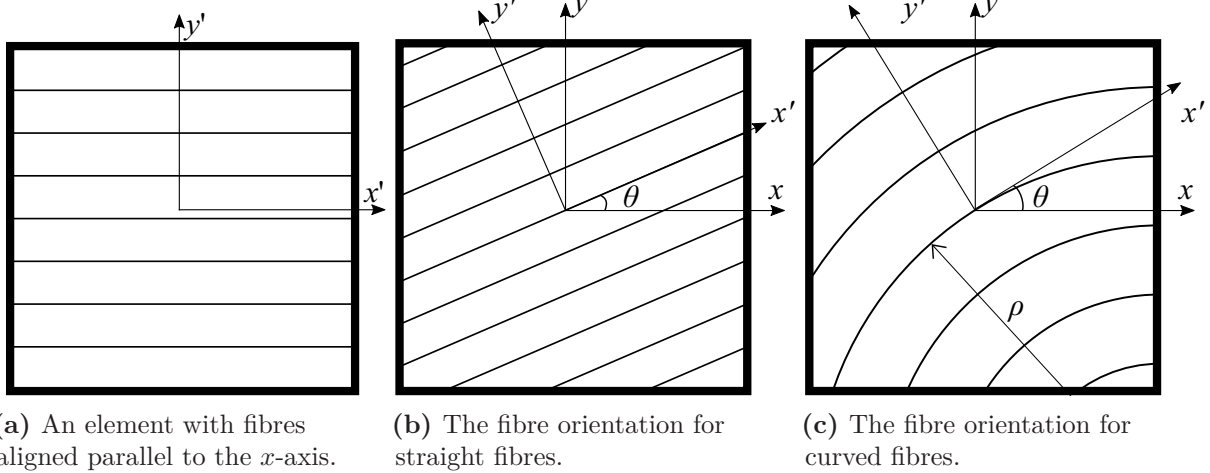 y'
x'
y'
y
x'
x
θ
y'
y
x'
x
θ
ρ
(a) An element with fibres
aligned parallel to the x-axis.
(b) The fibre orientation for
straight fibres.
(c) The fibre orientation for
curved fibres.